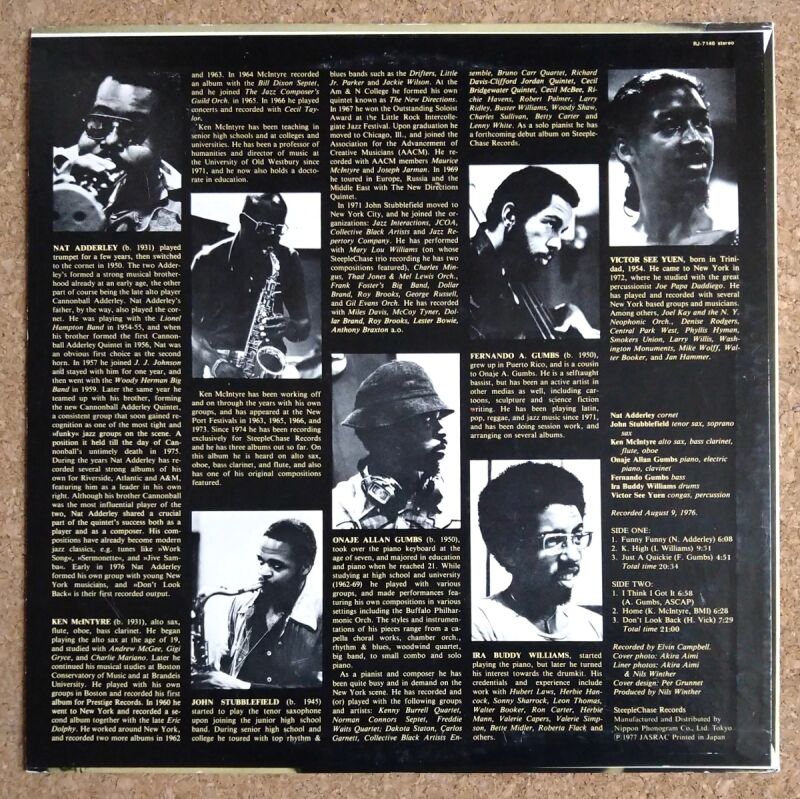 RJ-7146 stereo
NAT ADDERLEY (b. 1931) played
trumpet for a few years, then switched
to the cornet in 1950. The two Adder-
ley's formed a strong musical brother-
hood already at an early age, the other
part of course being the late alto player
Cannonball Adderley. Nat Adderley's
father, by the way, also played the cor-
net. He was playing with the Lionel
Hampton Band in 1954-55, and when
his brother formed the first Cannon-
ball Adderley Quintet in 1956, Nat was
an obvious first choice as the second
horn. In 1957 he joined J. J. Johnson
and stayed with him for one year, and
then went with the Woody Herman Big
Band in 1959. Later the same year he
teamed up with his brother, forming
the new Cannonball Adderley Quintet,
a consistent group that soon gained re-
cognition as one of the most tight and
»funky« jazz groups on the scene. A
position it held till the day of Can-
nonball's untimely death in 1975.
During the years Nat Adderley has re-
corded several strong albums of his
own for Riverside, Atlantic and A&M,
featuring him as a leader in his own
right. Although his brother Cannonball
was the most influential player of the
two, Nat Adderley shared a crucial
part of the quintet's success both as a
player and as a composer. His com-
positions have already become modern
jazz classics, e.g. tunes like »Work
Song«, »Sermonette«, and »Jive Sam-
ba«. Early in 1976 Nat Adderley
formed his own group with young New
York musicians, and »Don't Look
Back« is their first recorded output.
KEN McINTYRE (b. 1931), alto sax,
flute, oboe, bass clarinet. He began
playing the alto sax at the age of 19,
and studied with Andrew McGee, Gigi
Gryce, and Charlie Mariano. Later he
continued his musical studies at Boston
Conservatory of Music and at Brandeis
University. He played with his own
groups in Boston and recorded his first
album for Prestige Records. In 1960 he
went to New York and recorded a se-
cond album together with the late Eric
Dolphy. He worked around New York,
and recorded two more albums in 1962
and 1963. In 1964 McIntyre recorded
an album with the Bill Dixon Septet,
and he joined The Jazz Composer's
Guild Orch. in 1965. In 1966 he played
concerts and recorded with Cecil Tay-
lor.
Ken McIntyre has been teaching in
senior high schools and at colleges and
universities. He has been a professor of
humanities and director of music at
the University of Old Westbury since
1971, and he now also holds a docto-
rate in education.
Ken McIntyre has been working off
and on through the years with his own
groups, and has appeared at the New
Port Festivals in 1963, 1965, 1966, and
1973. Since 1974 he has been recording
exclusively for SteepleChase Records
and he has three albums out so far. On
this album he is heard on alto sax,
oboe, bass clarinet, and flute, and also
has one of his original compositions
featured.
JOHN STUBBLEFIELD (b. 1945)
started to play the tenor saxophone
upon joining the junior high school
band. During senior high school and
college he toured with top rhythm &
blues bands such as the Drifters, Little
Jr. Parker and Jackie Wilson. At the
Am & N College he formed his own
quintet known as The New Directions.
In 1967 he won the Outstanding Soloist
Award at the Little Rock Intercolle-
giate Jazz Festival. Upon graduation he
moved to Chicago, Ill., and joined the
Association for the Advancement of
Creative Musicians (AACM). He re-
corded with AACM members Maurice
McIntyre and Joseph Jarman. In 1969
he toured in Europe, Russia and the
Middle East with The New Directions
Quintet.
In 1971 John Stubblefield moved to
New York City, and he joined the or-
ganizations: Jazz Interactions, JCOA,
Collective Black Artists and Jazz Re-
pertory Company. He has performed
with Mary Lou Williams (on whose
SteepleChase trio recording he has two
compositions featured), Charles Min-
gus, Thad Jones & Mel Lewis Orch.,
Frank Foster's Big Band, Dollar
Brand, Roy Brooks, George Russell,
and Gil Evans Orch. He has recorded
with Miles Davis, McCoy Tyner, Dol-
lar Brand, Roy Brooks, Lester Bowie,
Anthony Braxton a.o.
ONAJE ALLAN GUMBS (b. 1950),
took over the piano keyboard at the
age of seven, and majored in education
and piano when he reached 21. While
studying at high school and university
(1962-69) he played with various
groups, and made performances fea-
turing his own compositions in various
settings including the Buffalo Philhar-
monic Orch. The styles and instrumen-
tations of his pieces range from a ca-
pella choral works, chamber orch.,
rhythm & blues, woodwind quartet,
big band, to small combo and solo
piano.
As a pianist and composer he has
been quite busy and in demand on the
New York scene. He has recorded and
(or) played with the following groups
and artists: Kenny Burrell Quartet,
Norman Connors Septet, Freddie
Waits Quartet; Dakota Staton, Carlos
Garnett, Collective Black Artists En-
semble, Bruno Carr Quartet, Richard
Davis-Clifford Jordan Quintet, Cecil
Bridgewater Quintet, Cecil McBee, Ri-
chie Havens, Robert Palmer, Larry
Ridley, Buster Williams, Woody Shaw,
Charles Sullivan, Betty Carter and
Lenny White. As a solo pianist he has
a forthcoming debut album on Steeple-
Chase Records.
FERNANDO A. GUMBS (b. 1950),
grew up in Puerto Rico, and is a cousin
to Onaje A. Gumbs. He is a selftaught
bassist, but has been an active artist in
other medias as well, including car-
toons, sculpture and science fiction
writing. He has been playing latin,
pop, reggae, and jazz music since 1971,
and has been doing session work, and
arranging on several albums.
IRA BUDDY WILLIAMS, started
playing the piano, but later he turned
his interest towards the drumkit. His
credentials and experience include
work with Hubert Laws, Herbie Han-
cock, Sonny Sharrock, Leon Thomas,
Walter Booker, Ron Carter, Herbie
Mann, Valerie Capers, Valerie Simp-
son, Bette Midler, Roberta Flack and
others.
VICTOR SEE YUEN, born in Trini-
dad, 1954. He came to New York in
1972, where he studied with the great
percussionist Joe Papa Daddiego. He
has played and recorded with several
New York based groups and musicians.
Among others, Joel Kay and the N. Y.
Neophonic Orch., Denise Rodgers,
Central Park West, Phyllis Hyman,
Smokers Union, Larry Willis, Wash-
ington Monuments, Mike Wolff, Wal-
ter Booker, and Jan Hammer.
Nat Adderley cornet
John Stubblefield tenor sax, soprano
sax
Ken McIntyre alto sax, bass clarinet,
flute, oboe
Onaje Allan Gumbs piano, electric
piano, clavinet
Fernando Gumbs bass
Ira Buddy Williams drums
Victor See Yuen congas, percussion
Recorded August 9, 1976.
SIDE ONE:
1. Funny Funny (N. Adderley) 6:08
2. K. High (I. Williams) 9:31
3. Just A Quickie (F. Gumbs) 4:51
Total time 20:34
SIDE TWO:
1. I Think I Got It 6:58
(A. Gumbs, ASCAP)
2. Home (K. McIntyre, BMI) 6:28
3. Don't Look Back (H. Vick) 7:29
Total time 21:00
Recorded by Elvin Campbell.
Cover photo: Akira Aimi
Liner photos: Akira Aimi
& Nils Winther
Cover design: Per Grunnet
Produced by Nils Winther
SteepleChase Records
Manufactured and Distributed by
Nippon Phonogram Co., Ltd. Tokyo
Ⓟ 1977 JASRAC Printed in Japan